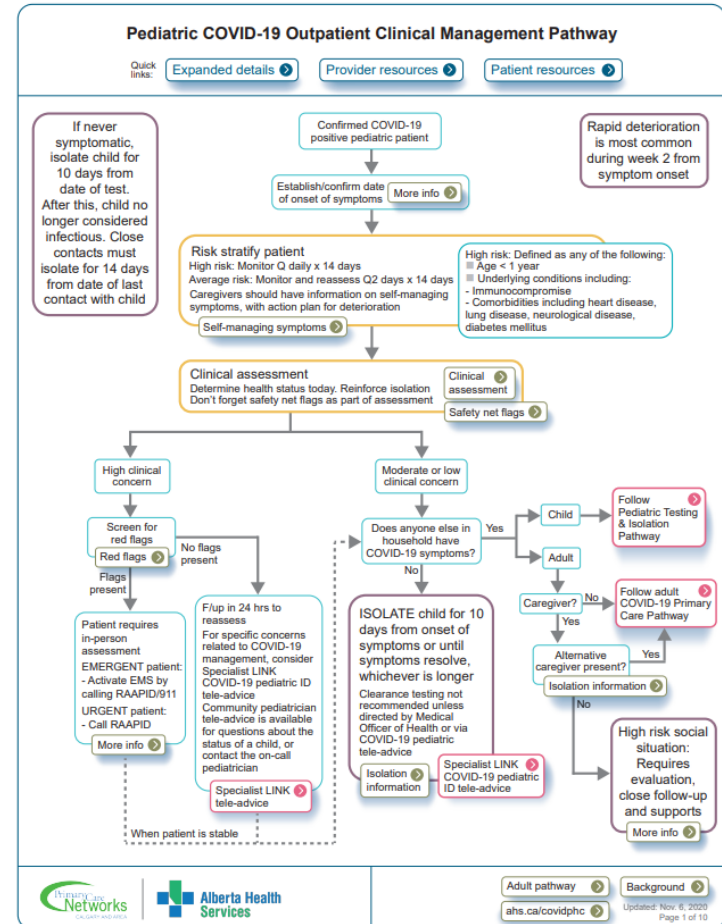 Pediatric COVID-19 Outpatient Clinical Management Pathway
Quick
links:
Expanded details
Provider resources
Patient resources
If never
symptomatic,
isolate child for
10 days from
date of test.
After this, child no
longer considered
infectious. Close
contacts must
isolate for 14 days
from date of last
contact with child
Confirmed COVID-19
positive pediatric patient
Rapid deterioration
is most common
during week 2 from
symptom onset
Establish/confirm date
of onset of symptoms
More info
Risk stratify patient
High risk: Monitor Q daily x 14 days
Average risk: Monitor and reassess Q2 days x 14 days
Caregivers should have information on self-managing
symptoms, with action plan for deterioration
Self-managing symptoms
High risk: Defined as any of the following:
Age < 1 year
Underlying conditions including:
- Immunocompromise
- Comorbidities including heart disease,
lung disease, neurological disease,
diabetes mellitus
Clinical assessment
Determine health status today. Reinforce isolation
Don't forget safety net flags as part of assessment
Clinical
assessment
Safety net flags
High clinical
concern
Moderate or low
clinical concern
Screen for
red flags
Red flags
No flags
present
Flags
present
Does anyone else in
household have
COVID-19 symptoms?
Yes
No
Child
Follow
Pediatric Testing
& Isolation
Pathway
Adult
Caregiver?
No
Yes
Follow adult
COVID-19 Primary
Care Pathway
Alternative
caregiver present?
Yes
Isolation information
No
Patient requires
in-person
assessment
EMERGENT patient:
- Activate EMS by
calling RAAPID/911
URGENT patient:
- Call RAAPID
More info
F/up in 24 hrs to
reassess
For specific concerns
related to COVID-19
management, consider
Specialist LINK
COVID-19 pediatric ID
tele-advice
Community pediatrician
tele-advice is available
for questions about the
status of a child, or
contact the on-call
pediatrician
Specialist LINK
tele-advice
ISOLATE child for 10
days from onset of
symptoms or until
symptoms resolve,
whichever is longer
Clearance testing not
recommended unless
directed by Medical
Officer of Health or via
COVID-19 pediatric
tele-advice
Isolation
information
Specialist LINK
COVID-19 pediatric
ID tele-advice
High risk social
situation:
Requires
evaluation,
close follow-up
and supports
More info
When patient is stable
Primary Care
Networks
CALGARY AND AREA
Alberta Health
Services
Adult pathway
Background
ahs.ca/covidphc
Updated: Nov. 6, 2020
Page 1 of 10